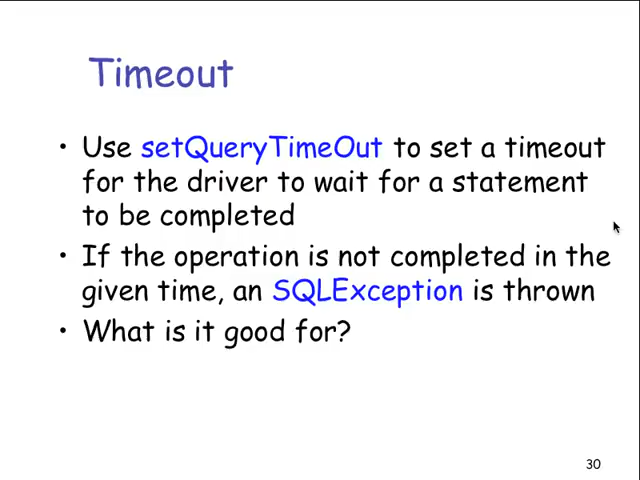 Timeout
• Use setQueryTimeOut to set a timeout
for the driver to wait for a statement
to be completed
• If the operation is not completed in the
given time, an SQLException is thrown
• What is it good for?
30